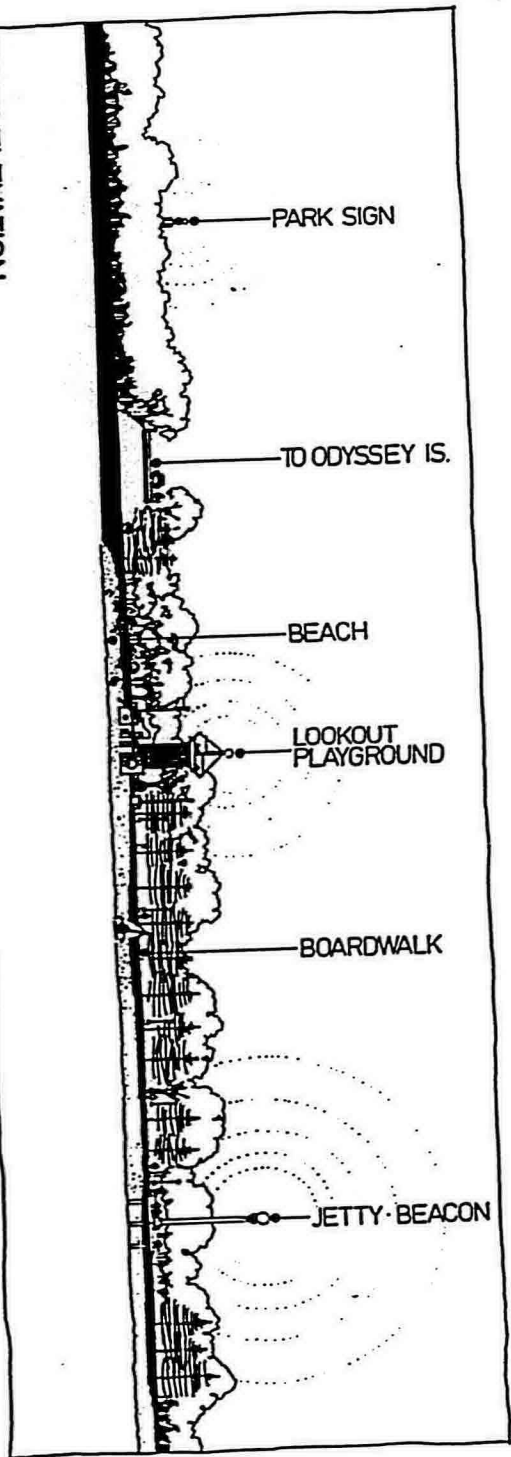 PARK SIGN
TO ODYSSEY IS.
BEACH
LOOKOUT
PLAYGROUND
BOARDWALK
JETTY · BEACON